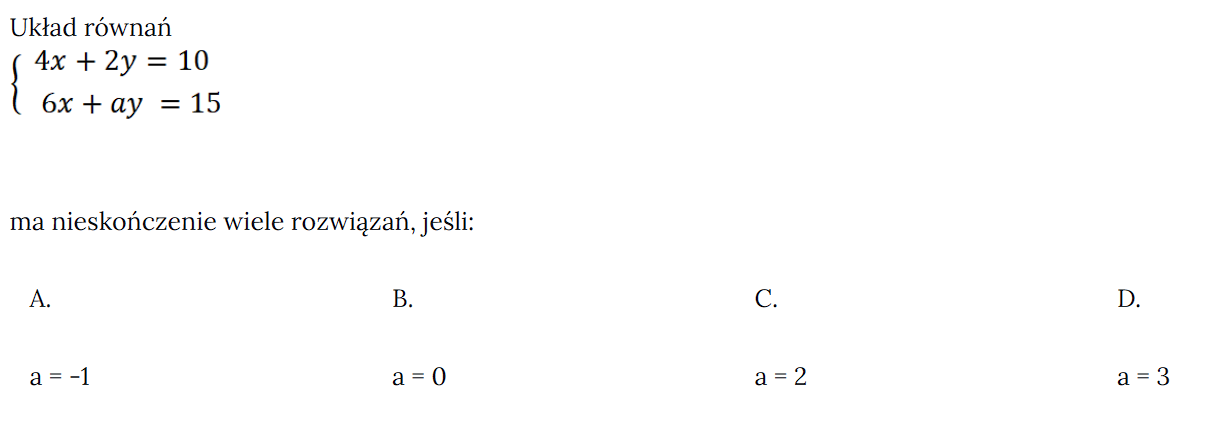 Układ równań
4x + 2y = 10
6x + ay = 15
ma nieskończenie wiele rozwiązań, jeśli:
A. B. C. D.
a = -1 a = 0 a = 2 a = 3